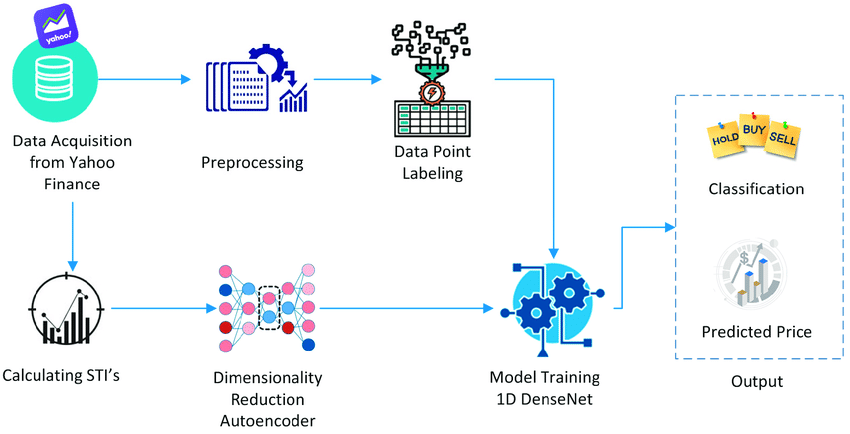 yahoo!
Data Acquisition
from Yahoo
Finance
Preprocessing
Data Point
Labeling
HOLD
BUY
SELL
Classification
$
Predicted Price
Output
Calculating STI's
Dimensionality
Reduction
Autoencoder
Model Training
1D DenseNet